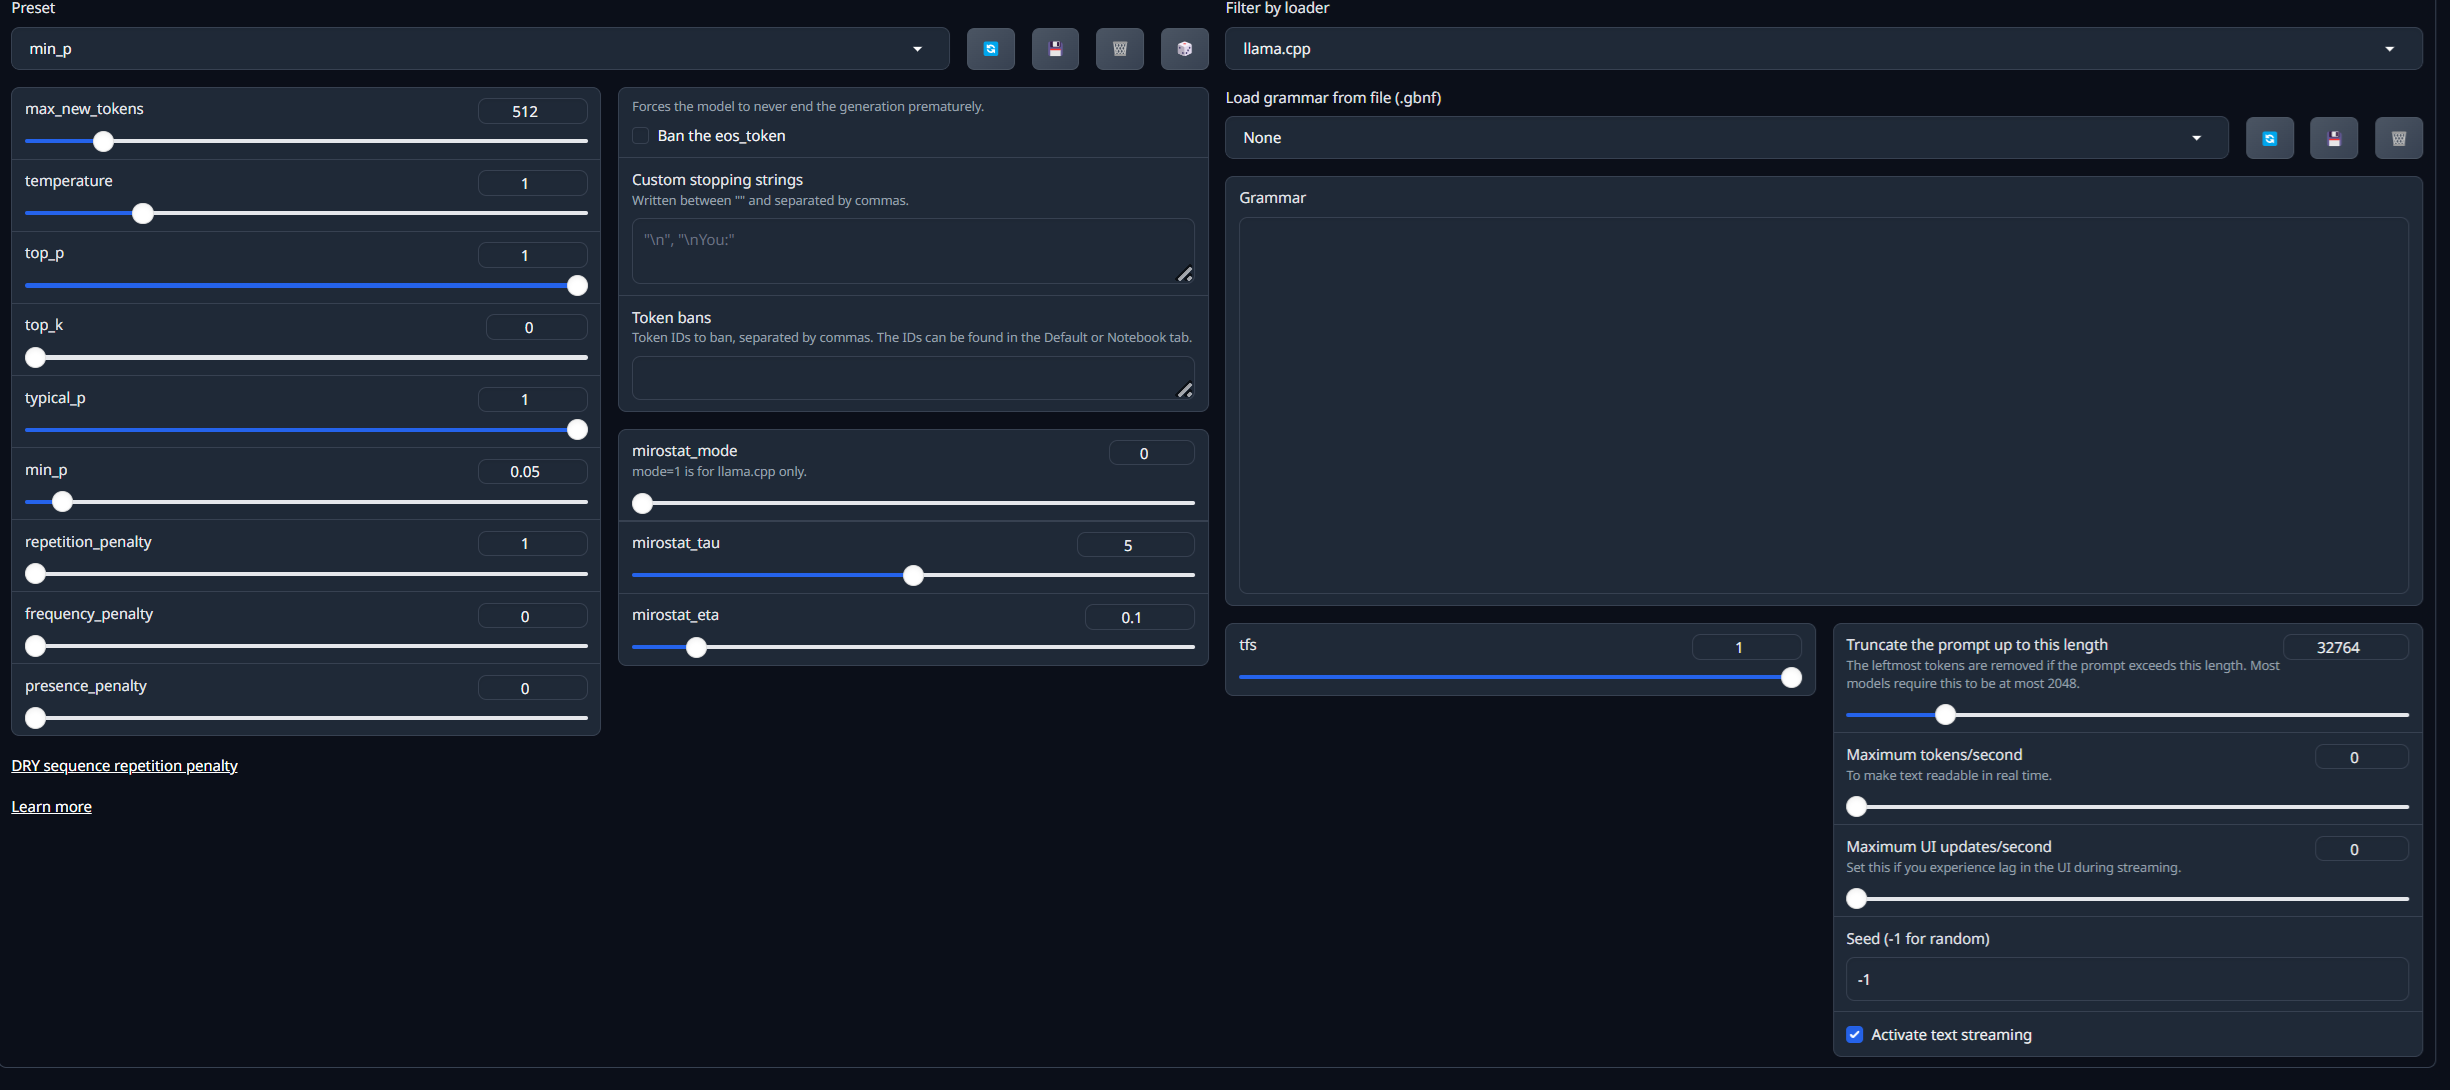 Preset
min_p
max_new_tokens
512
temperature
1
top_p
1
top_k
0
typical_p
1
min_p
0.05
repetition_penalty
1
frequency_penalty
0
presence_penalty
0
DRY sequence repetition penalty
Learn more
Forces the model to never end the generation prematurely.
Ban the eos_token
Custom stopping strings
Written between "" and separated by commas.
"\n", "\nYou:"
Token bans
Token IDs to ban, separated by commas. The IDs can be found in the Default or Notebook tab.
mirostat_mode
0
mode=1 is for llama.cpp only.
mirostat_tau
5
mirostat_eta
0.1
Filter by loader
llama.cpp
Load grammar from file (.gbnf)
None
Grammar
tfs
1
Truncate the prompt up to this length
32764
The leftmost tokens are removed if the prompt exceeds this length. Most
models require this to be at most 2048.
Maximum tokens/second
0
To make text readable in real time.
Maximum UI updates/second
0
Set this if you experience lag in the UI during streaming.
Seed (-1 for random)
-1
Activate text streaming